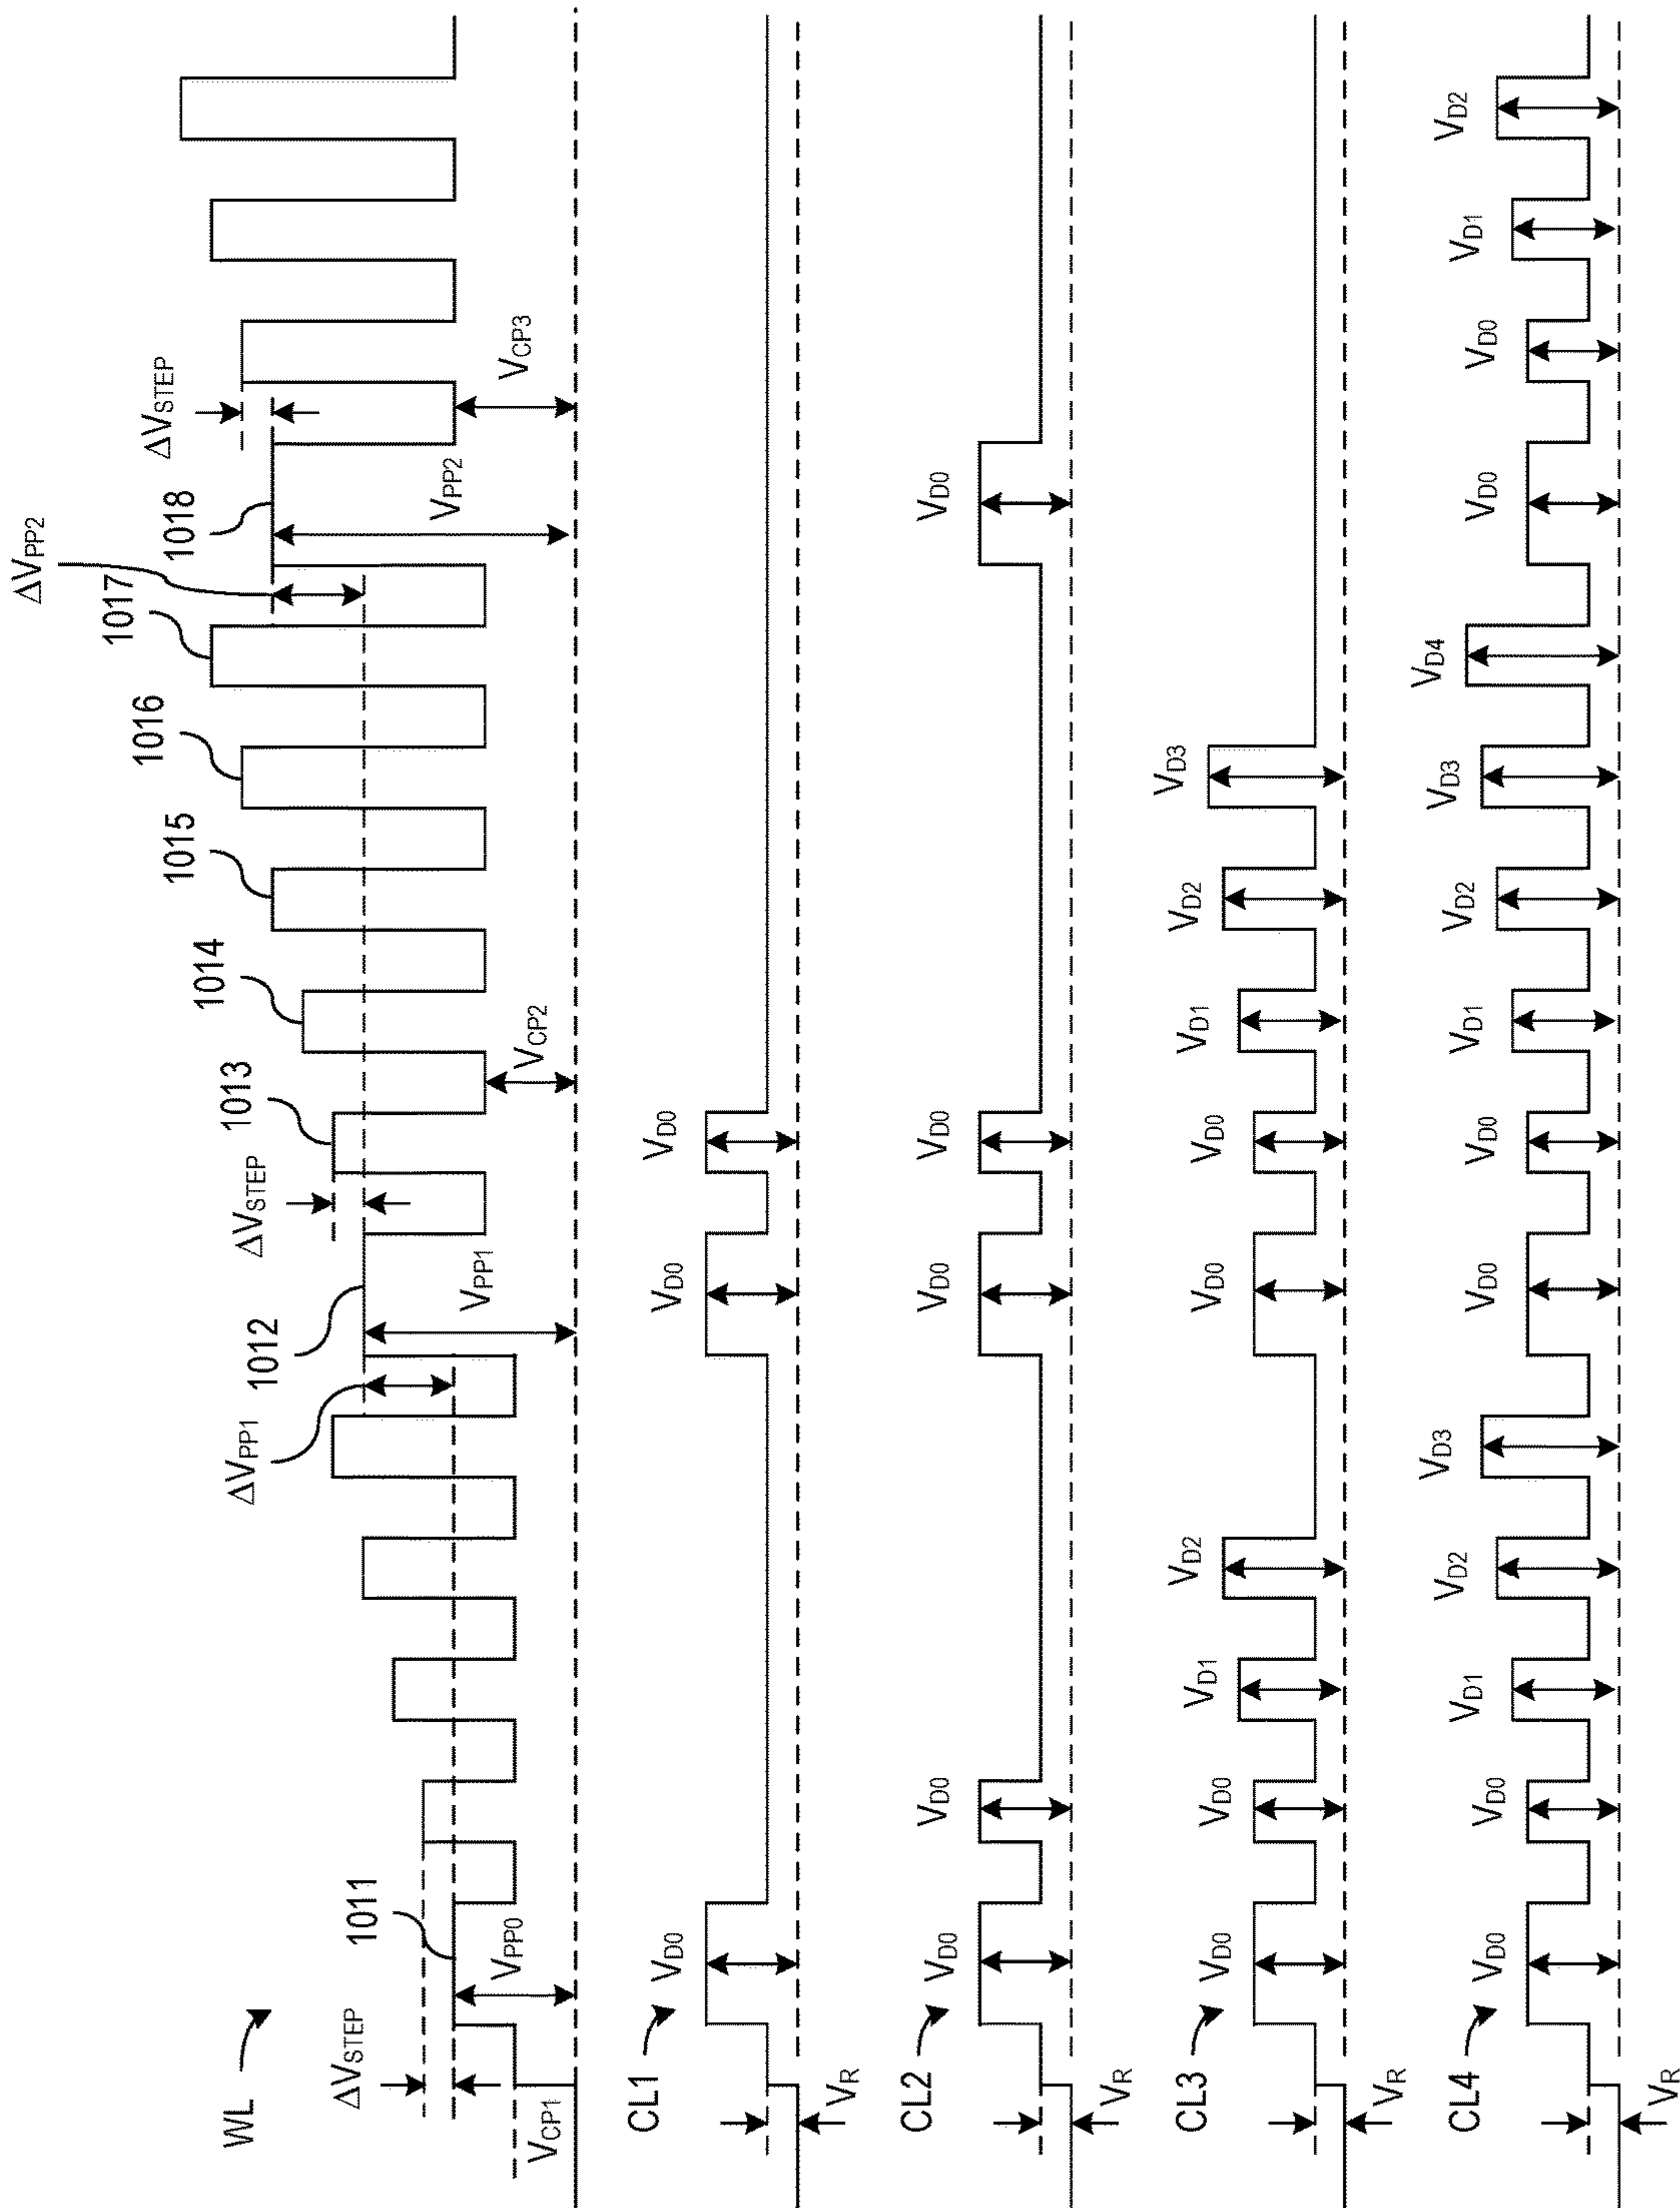 WL
ΔVSTEP
VCP1
1011
VPP0
ΔVPP1
1012
VPP1
ΔVSTEP
1013
VCP2
1014
1015
1016
1017
ΔVPP2
1018
VPP2
ΔVSTEP
VCP3
CL1
VR
VD0
VD0
VD0
CL2
VR
VD0
VD0
VD0
VD0
VD0
CL3
VR
VD0
VD0
VD1
VD2
VD0
VD0
VD1
VD2
VD3
CL4
VR
VD0
VD0
VD1
VD2
VD3
VD0
VD0
VD1
VD2
VD3
VD4
VD0
VD0
VD1
VD2